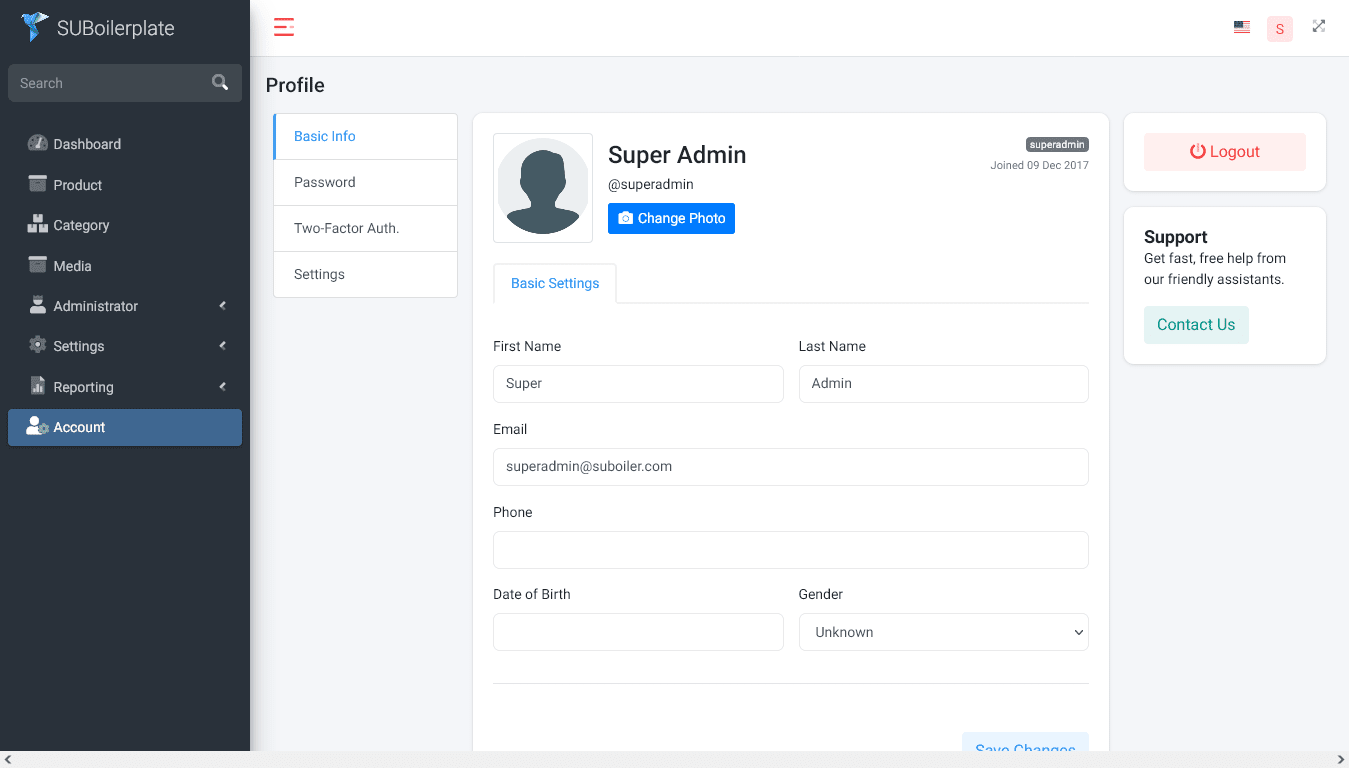 SUBoilerplate
Search
Dashboard
Product
Category
Media
Administrator
Settings
Reporting
Account
S
Profile
Basic Info
Password
Two-Factor Auth.
Settings
Super Admin
@superadmin
Change Photo
superadmin
Joined 09 Dec 2017
Basic Settings
First Name
Last Name
Super
Admin
Email
superadmin@suboiler.com
Phone
Date of Birth
Gender
Unknown
Save Changes
Logout
Support
Get fast, free help from
our friendly assistants.
Contact Us